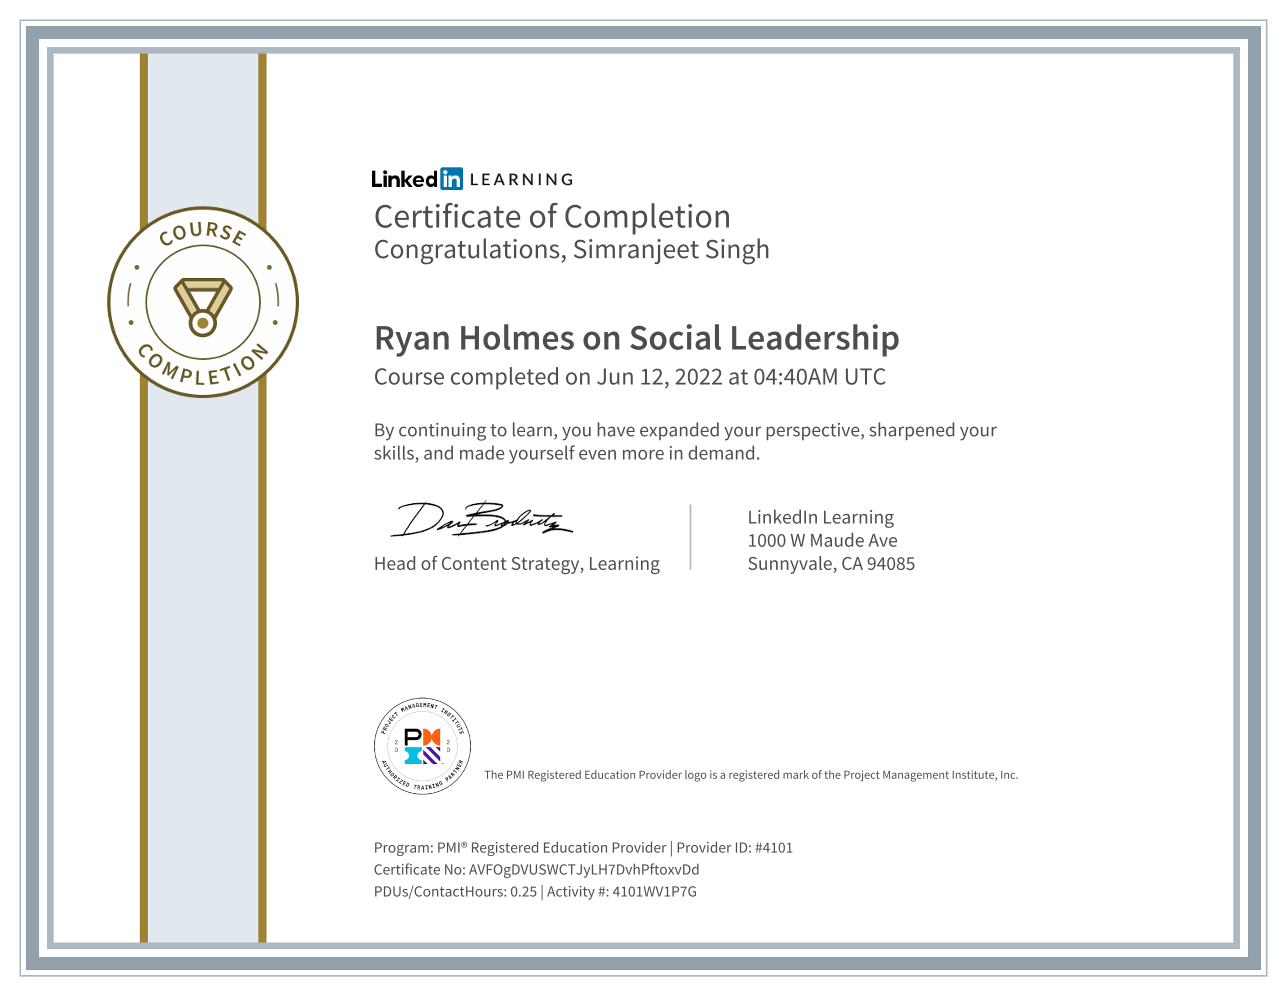 COURSE
COMPLETION
Linkedin LEARNING
Certificate of Completion
Congratulations, Simranjeet Singh
Ryan Holmes on Social Leadership
Course completed on Jun 12, 2022 at 04:40AM UTC
By continuing to learn, you have expanded your perspective, sharpened your
skills, and made yourself even more in demand.
Head of Content Strategy, Learning
LinkedIn Learning
1000 W Maude Ave
Sunnyvale, CA 94085
PROJECT MANAGEMENT INSTITUTE
20 20
PM
AUTHORIZED TRAINING PARTNER
The PMI Registered Education Provider logo is a registered mark of the Project Management Institute, Inc.
Program: PMI® Registered Education Provider | Provider ID: #4101
Certificate No: AVFOgDVUSWCTJyLH7DvhPftoxvDd
PDUs/ContactHours: 0.25 | Activity #: 4101WV1P7G